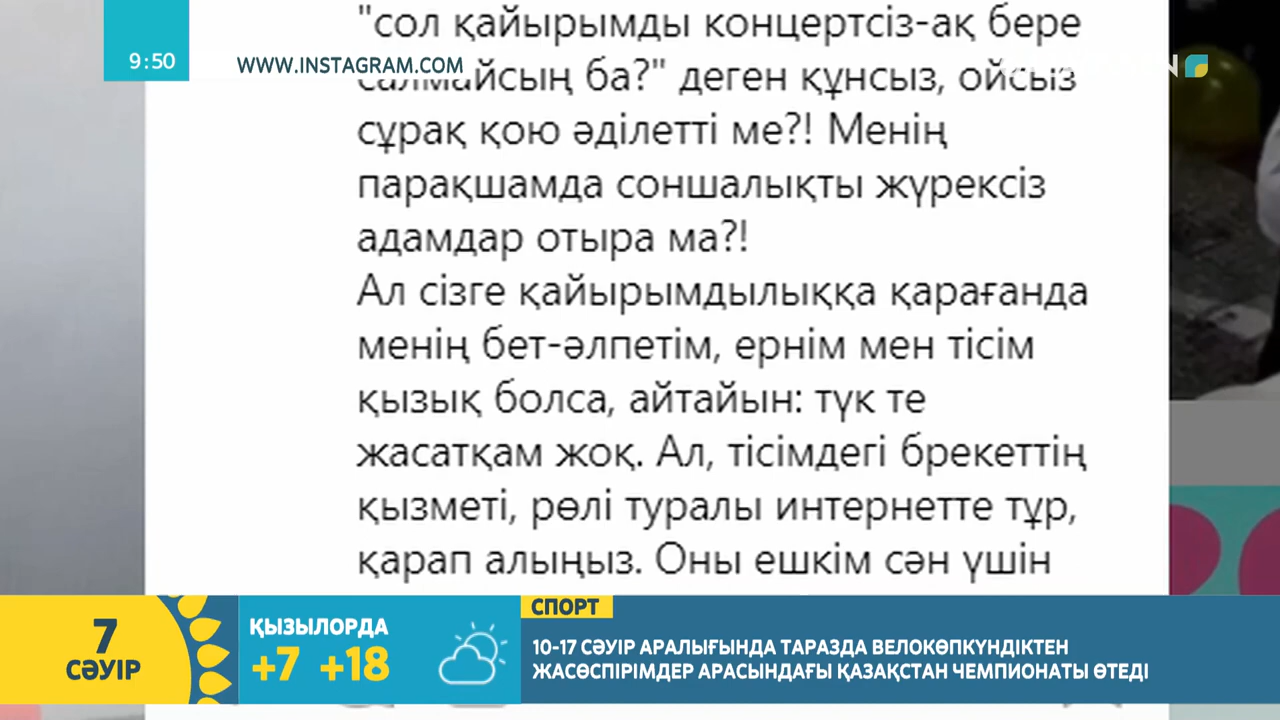 "сол қайырымды концертсіз-ақ бере
9:50
WWW.INSTAGRAM.COM
салмайсың ба?" деген құнсыз, ойсыз
сұрақ қою әділетті ме?! Менің
парақшамда соншалықты жүрексіз
адамдар отыра ма?!
Ал сізге қайырымдылыққа қарағанда
менің бет-әлпетім, ернім мен тісім
қызық болса, айтайын: түк те
жасатқам жоқ. Ал, тісімдегі брекеттің
қызметі, рөлі туралы интернетте тұр,
қарап алыңыз. Оны ешкім сән үшін
7
СӘУІР
ҚЫЗЫЛОРДА
+7 +18
СПОРТ
10-17 СӘУІР АРАЛЫҒЫНДА ТАРАЗДА ВЕЛОКӨПКҮНДІКТЕН
ЖАСӨСПІРІМДЕР АРАСЫНДАҒЫ ҚАЗАҚСТАН ЧЕМПИОНАТЫ ӨТЕДІ